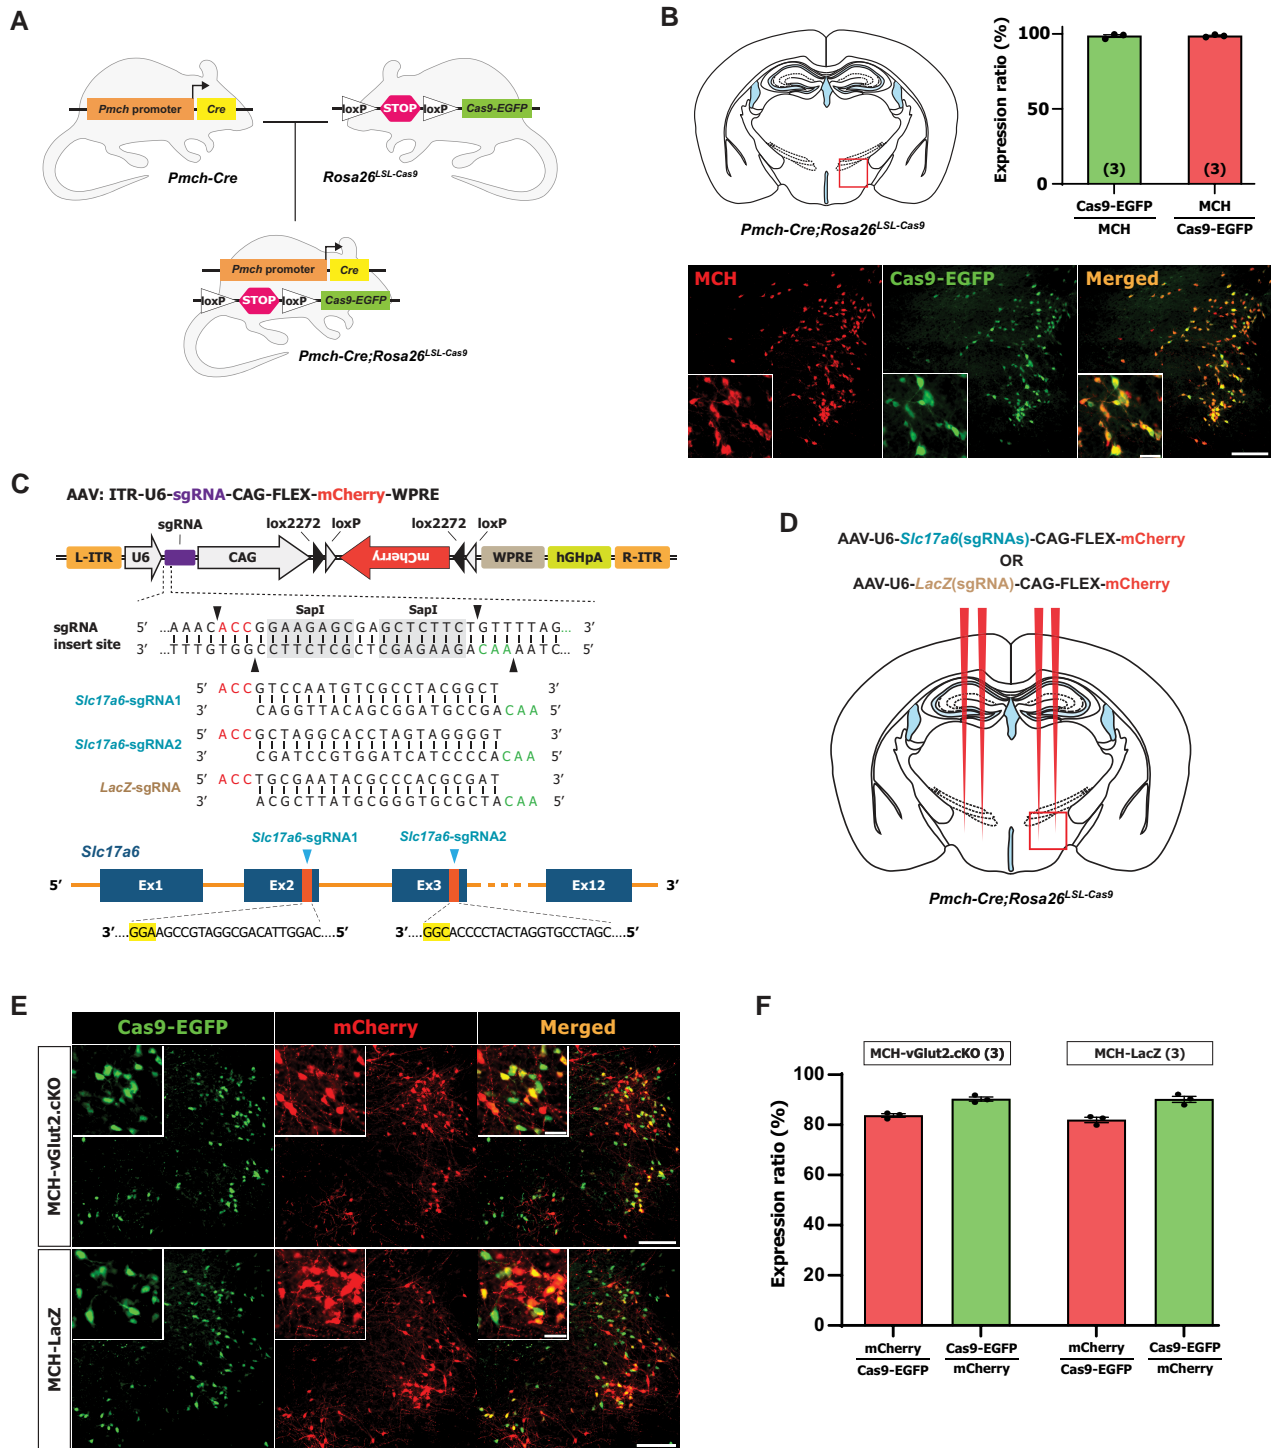 A
Pmch promoter
Cre
loxP
STOP
loxP
Cas9-EGFP
Pmch-Cre
Rosa26LSL-Cas9
Pmch promoter
Cre
loxP
STOP
loxP
Cas9-EGFP
Pmch-Cre;Rosa26LSL-Cas9
B
Pmch-Cre;Rosa26LSL-Cas9
Expression ratio (%)
100
50
0
(3)
(3)
Cas9-EGFP
MCH
MCH
Cas9-EGFP
MCH
Cas9-EGFP
Merged
C
AAV: ITR-U6-sgRNA-CAG-FLEX-mCherry-WPRE
sgRNA
lox2272
loxP
lox2272
loxP
L-ITR
U6
CAG
mCherry
WPRE
hGHpA
R-ITR
SapI
SapI
sgRNA
insert site
5′ ...AAACACCGGAAGAGCGAGCTCTTCTGTTTTAG... 3′
3′ ...TTTGTGGCCTTCTCGCTCGAGAAGACAAAATC... 5′
Slc17a6-sgRNA1
5′ ACCGTCCAATGTCGCCTACGGCT 3′
3′ CAGGTTACAGCGGATGCCGACAA 5′
Slc17a6-sgRNA2
5′ ACCGCTAGGCACCTAGTAGGGGT 3′
3′ CGATCCGTGGATCATCCCCACAA 5′
LacZ-sgRNA
5′ ACCTGCGAATACGCCCACGCGAT 3′
3′ ACGCTTATGCGGGTGCGCTACAA 5′
Slc17a6
Slc17a6-sgRNA1
Slc17a6-sgRNA2
5′
Ex1
Ex2
Ex3
Ex12
3′
3′....GGAAGCCGTAGGCGACATTGGAC....5′
3′....GGCACCCCTACTAGGTGCCTAGC....5′
D
AAV-U6-Slc17a6(sgRNAs)-CAG-FLEX-mCherry
OR
AAV-U6-LacZ(sgRNA)-CAG-FLEX-mCherry
Pmch-Cre;Rosa26LSL-Cas9
E
Cas9-EGFP
mCherry
Merged
MCH-vGlut2.cKO
MCH-LacZ
F
MCH-vGlut2.cKO (3)
MCH-LacZ (3)
Expression ratio (%)
100
80
60
40
20
0
mCherry
Cas9-EGFP
Cas9-EGFP
mCherry
mCherry
Cas9-EGFP
Cas9-EGFP
mCherry